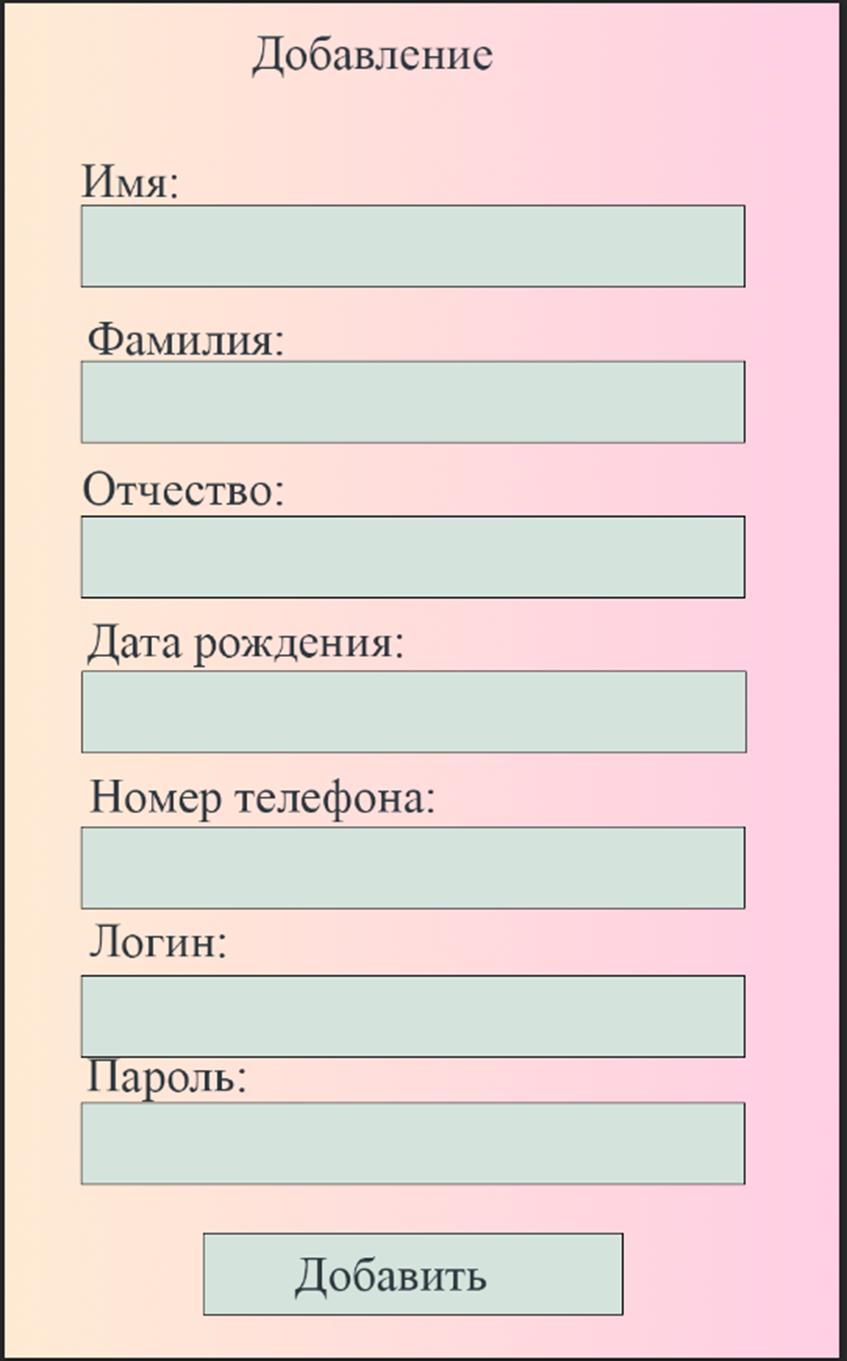 Добавление
Имя:
Фамилия:
Отчество:
Дата рождения:
Номер телефона:
Логин:
Пароль:
Добавить